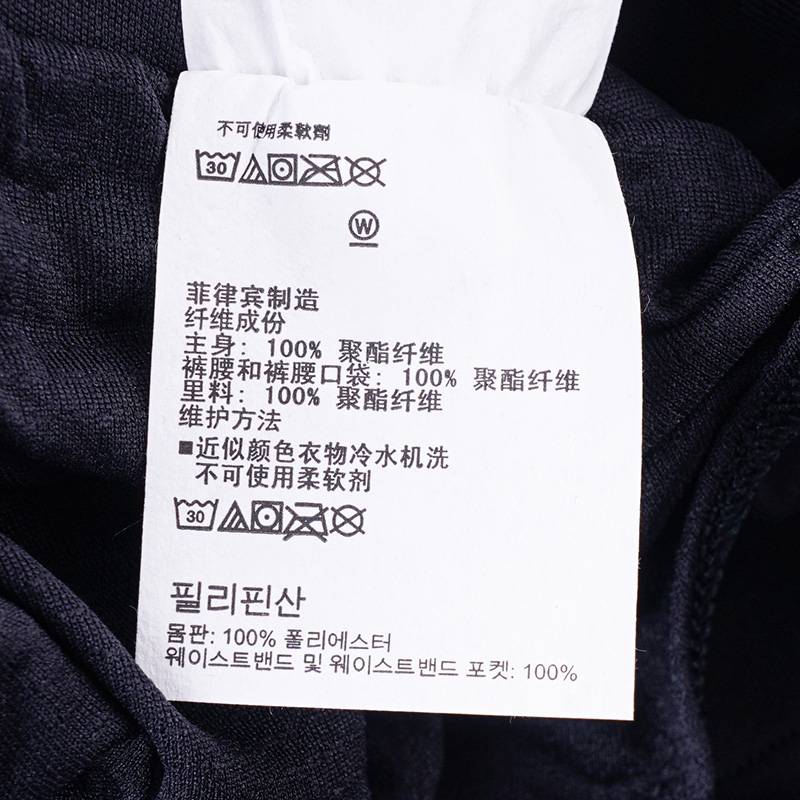 不可使用柔軟劑
30
W
菲律宾制造
纤维成份
主身: 100% 聚酯纤维
裤腰和裤腰口袋: 100% 聚酯纤维
里料: 100% 聚酯纤维
维护方法
■近似颜色衣物冷水机洗
不可使用柔软剂
30
필리핀산
몸판: 100% 폴리에스터
웨이스트밴드 및 웨이스트밴드 포켓: 100%